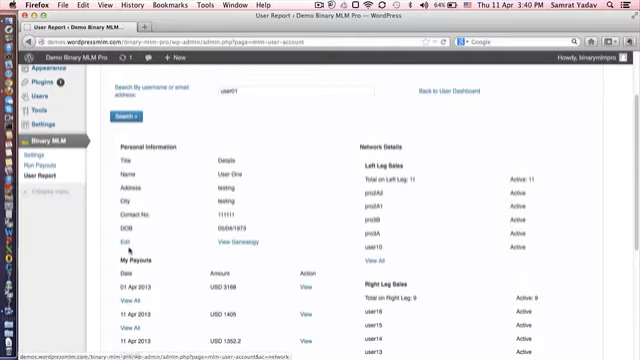 Firefox File Edit View History Bookmarks Tools Window Help
64% Thu 11 Apr 3:40 PM Samrat Yadav
User Report ‹ Demo Binary MLM Pro — WordPress
User Report ‹ Demo Binary MLM...
demos.wordpressmlm.com/binary-mlm-pro/wp-admin/admin.php?page=mlm-user-account
Google
Demo Binary MLM Pro 1 + New
Howdy, binarymlmpro
Appearance
Plugins 1
Users
Tools
Settings
Binary MLM
Settings
Run Payouts
User Report
Collapse menu
Search By username or email address:
user01
Back to User Dashboard
Search »
Personal Information
Title Details
Name User One
Address testing
City testing
Contact No. 111111
DOB 05/04/1973
Edit View Genealogy
My Payouts
Date Amount Action
01 Apr 2013 USD 3168 View
View All
11 Apr 2013 USD 1405 View
View All
11 Apr 2013 USD 1352.2 View
Network Details
Left Leg Sales
Total on Left Leg: 11 Active: 11
pro2A2 Active
pro2A1 Active
pro3B Active
pro3A Active
user10 Active
View All
Right Leg Sales
Total on Right Leg: 9 Active: 9
user16 Active
user15 Active
user14 Active
user13 Active
demos.wordpressmlm.com/binary-mlm-pro/wp-admin/admin.php?page=mlm-user-account&ac=network